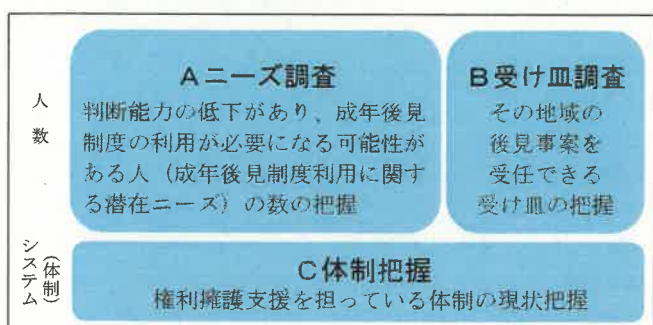 人数
Aニーズ調査
判断能力の低下があり、成年後見
制度の利用が必要になる可能性が
ある人（成年後見制度利用に関す
る潜在ニーズ）の数の把握
B受け皿調査
その地域の
後見事案を
受任できる
受け皿の把握
システム
（体制）
C体制把握
権利擁護支援を担っている体制の現状把握